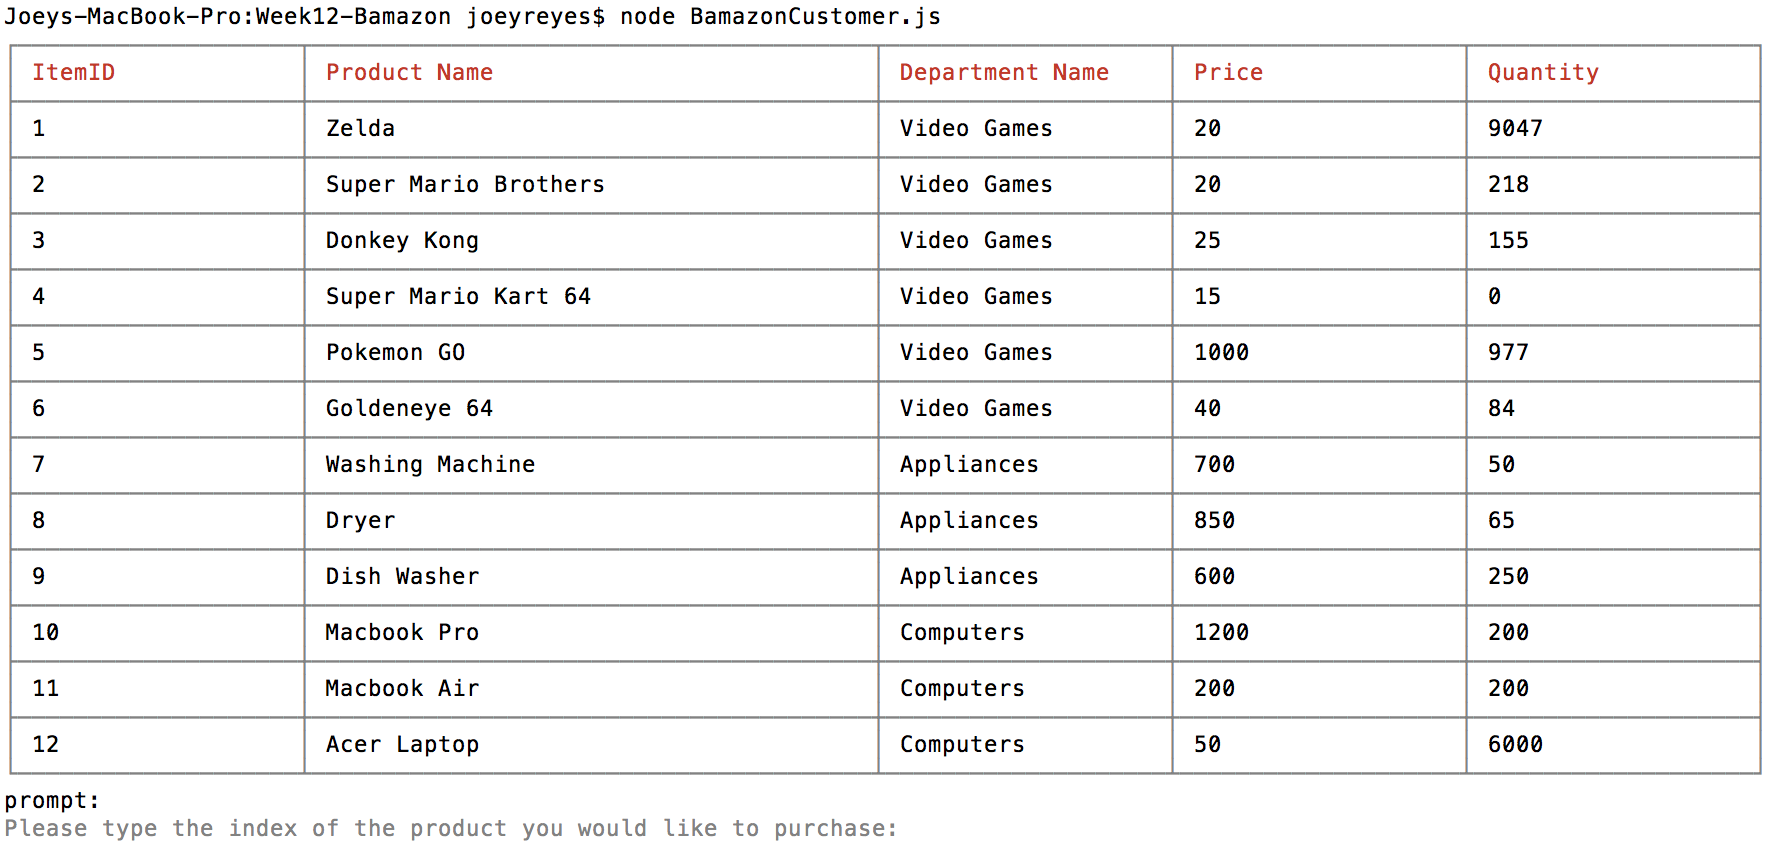 Joeys-MacBook-Pro:Week12-Bamazon joeyreyes$ node BamazonCustomer.js
ItemID Product Name Department Name Price Quantity
1 Zelda Video Games 20 9047
2 Super Mario Brothers Video Games 20 218
3 Donkey Kong Video Games 25 155
4 Super Mario Kart 64 Video Games 15 0
5 Pokemon GO Video Games 1000 977
6 Goldeneye 64 Video Games 40 84
7 Washing Machine Appliances 700 50
8 Dryer Appliances 850 65
9 Dish Washer Appliances 600 250
10 Macbook Pro Computers 1200 200
11 Macbook Air Computers 200 200
12 Acer Laptop Computers 50 6000
prompt:
Please type the index of the product you would like to purchase: